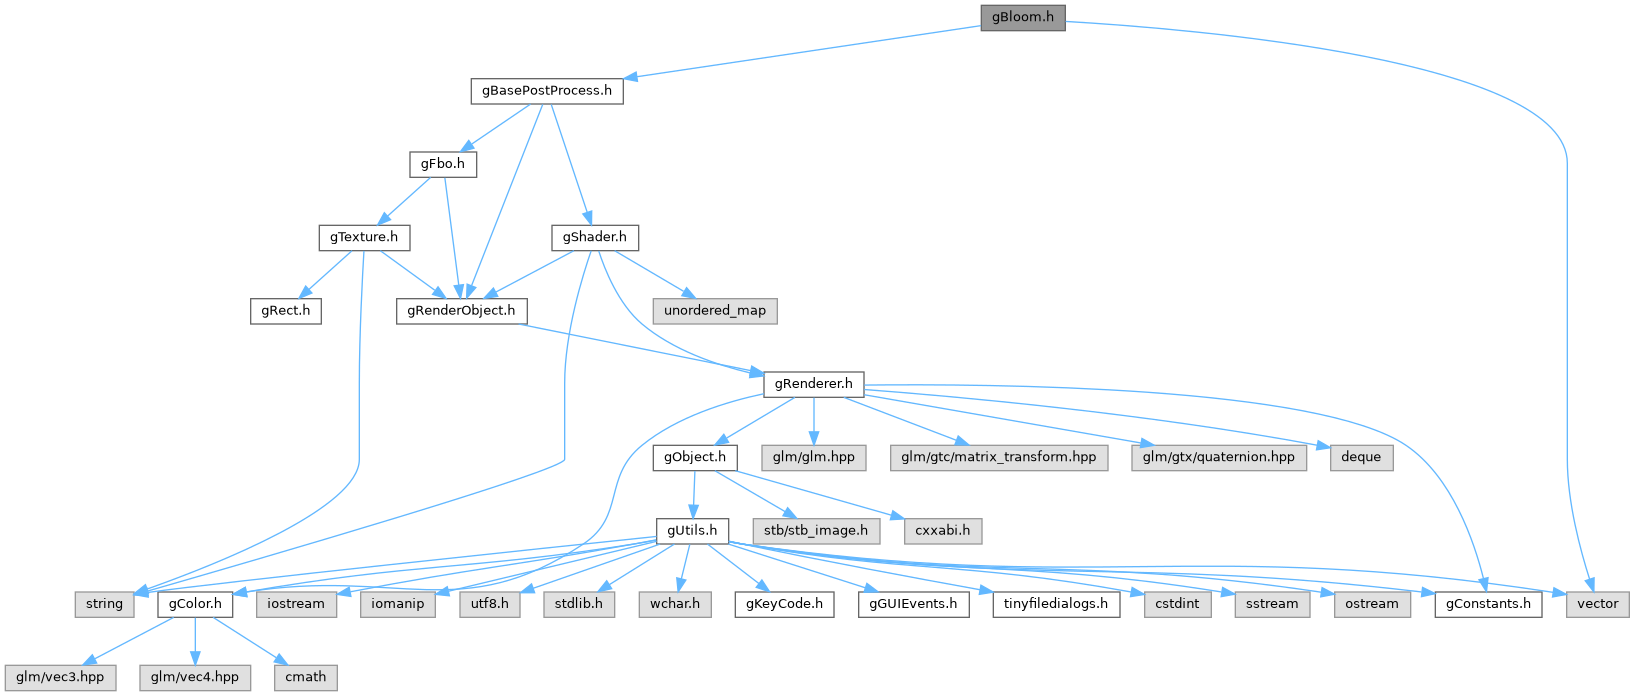 gBloom.h
gBasePostProcess.h
gFbo.h
gTexture.h
gShader.h
gRect.h
gRenderObject.h
unordered_map
gRenderer.h
gObject.h
glm/glm.hpp
glm/gtc/matrix_transform.hpp
glm/gtx/quaternion.hpp
deque
gUtils.h
stb/stb_image.h
cxxabi.h
string
gColor.h
iostream
iomanip
utf8.h
stdlib.h
wchar.h
gKeyCode.h
gGUIEvents.h
tinyfiledialogs.h
cstdint
sstream
ostream
gConstants.h
vector
glm/vec3.hpp
glm/vec4.hpp
cmath